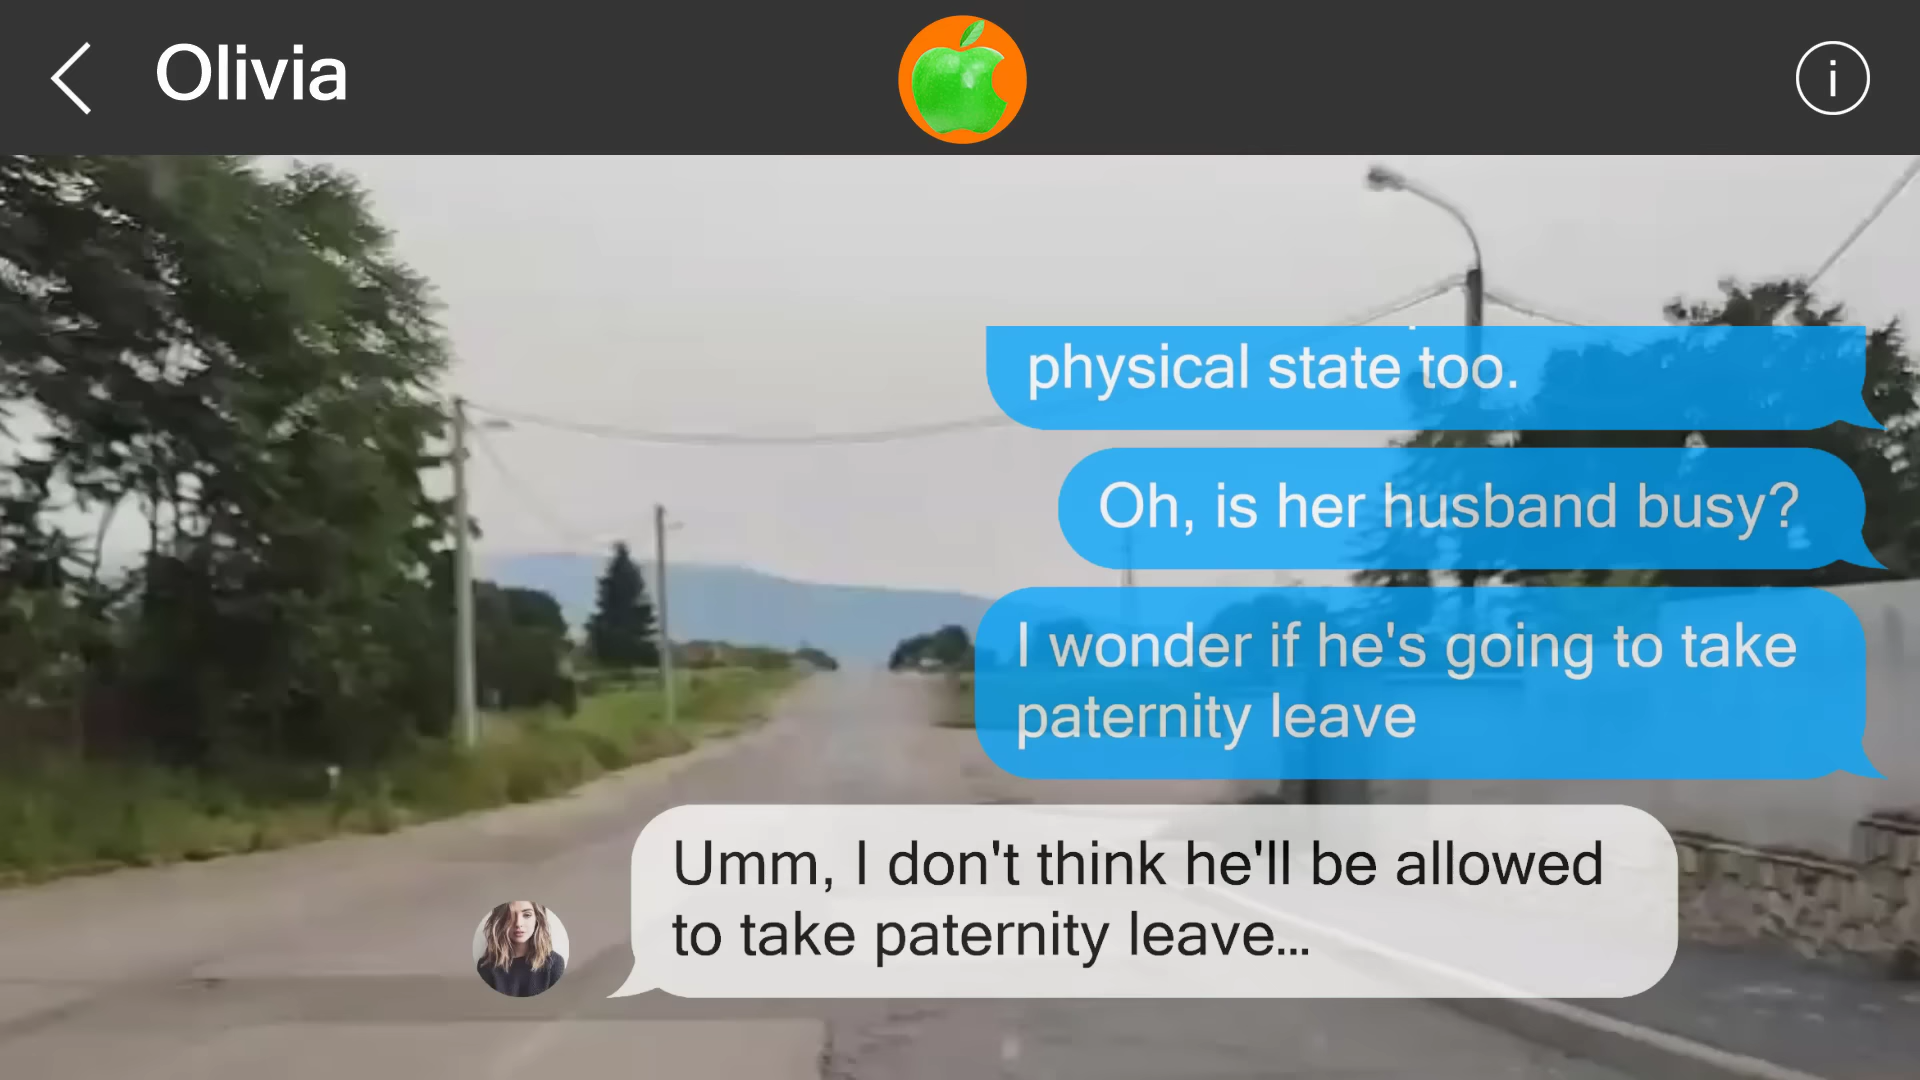 Olivia
i
physical state too.
Oh, is her husband busy?
I wonder if he's going to take
paternity leave
Umm, I don't think he'll be allowed
to take paternity leave...